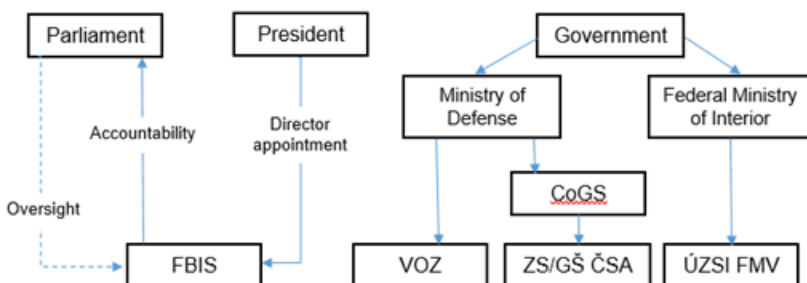 Parliament
President
Government
Ministry of
Defense
Federal Ministry
of Interior
Accountability
Director
appointment
CoGS
Oversight
FBIS
VOZ
ZS/GŠ ČSA
ÚZSI FMV